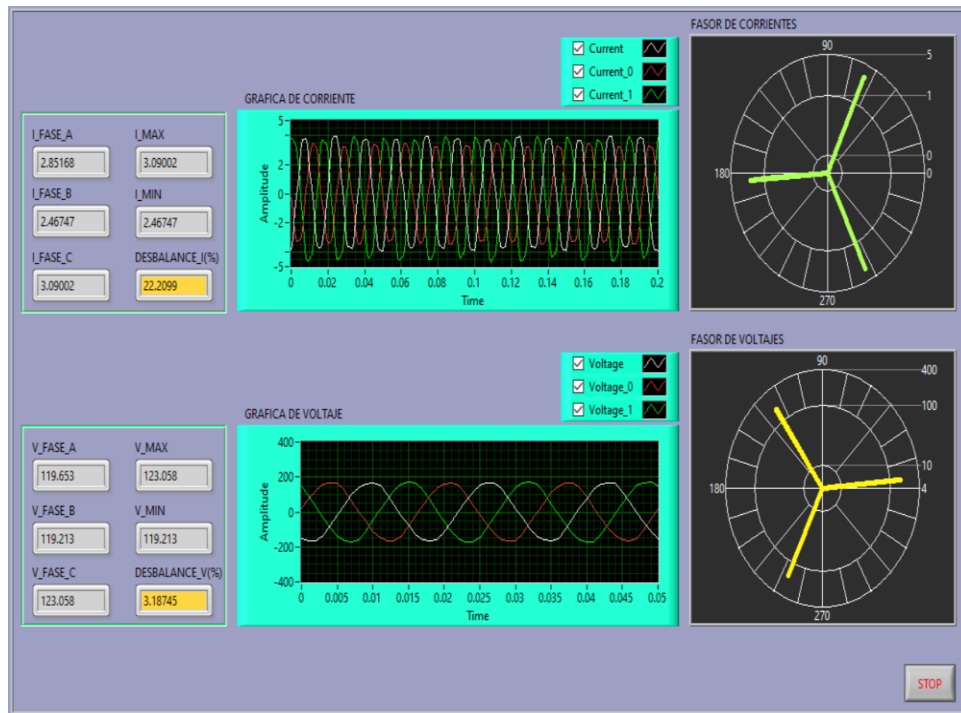 I_FASE_A I_MAX
2.85168 3.09002
I_FASE_B I_MIN
2.46747 2.46747
I_FASE_C DESBALANCE_I(%)
3.09002 22.2099
Current
Current_0
Current_1
GRAFICA DE CORRIENTE
Amplitude
5
2
0
-2
-5
0 0.02 0.04 0.06 0.08 0.10 0.12 0.14 0.16 0.18 0.2
Time
FASOR DE CORRIENTES
90
5
1
0
180 0
270
V_FASE_A V_MAX
119.653 123.058
V_FASE_B V_MIN
119.213 119.213
V_FASE_C DESBALANCE_V(%)
123.058 3.18745
Voltage
Voltage_0
Voltage_1
GRAFICA DE VOLTAJE
Amplitude
400
200
0
-200
-400
0 0.005 0.01 0.015 0.02 0.025 0.03 0.035 0.04 0.045 0.05
Time
FASOR DE VOLTAJES
90
400
100
10
180 4
270
STOP